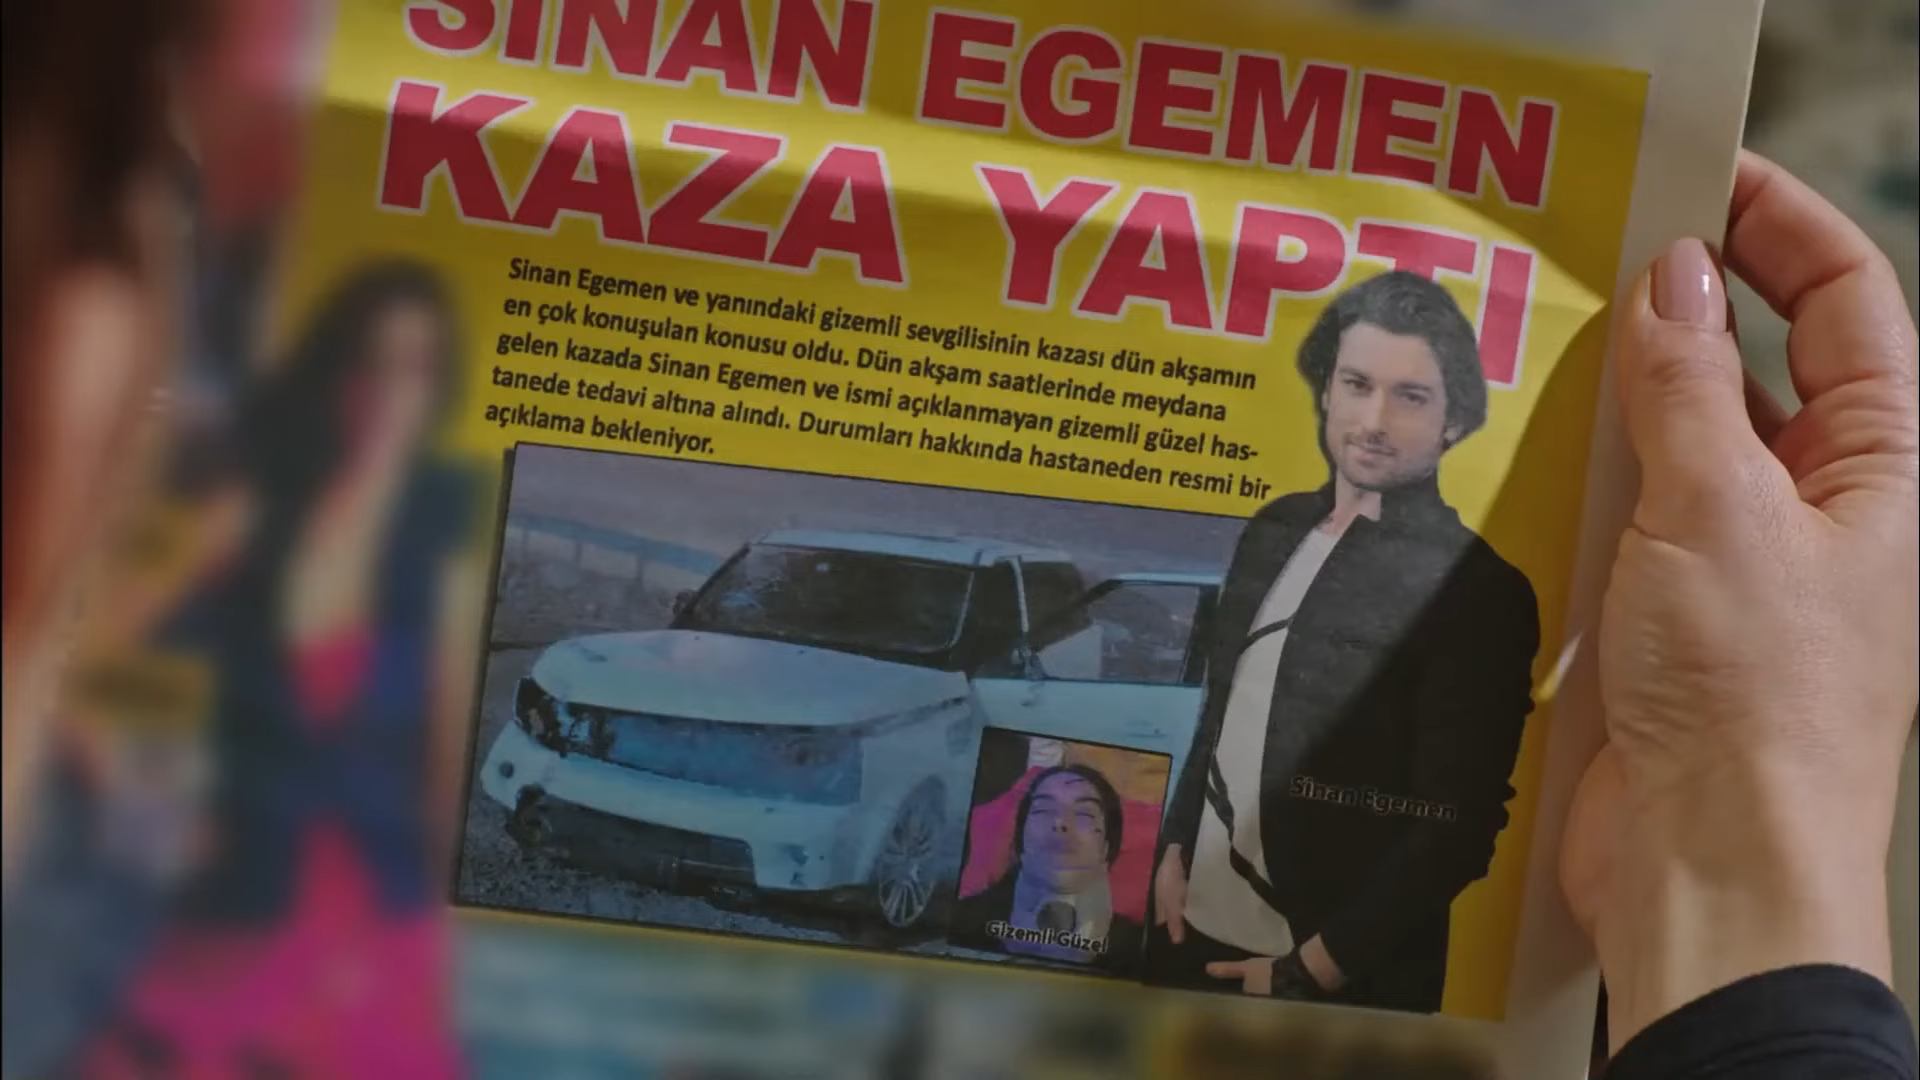 SİNAN EGEMEN
KAZA YAPTI
Sinan Egemen ve yanındaki gizemli sevgilisinin kazası dün akşamın
en çok konuşulan konusu oldu. Dün akşam saatlerinde meydana
gelen kazada Sinan Egemen ve ismi açıklanmayan gizemli güzel has-
tanede tedavi altına alındı. Durumları hakkında hastaneden resmi bir
açıklama bekleniyor.
Sinan Egemen
Gizemli Güzel